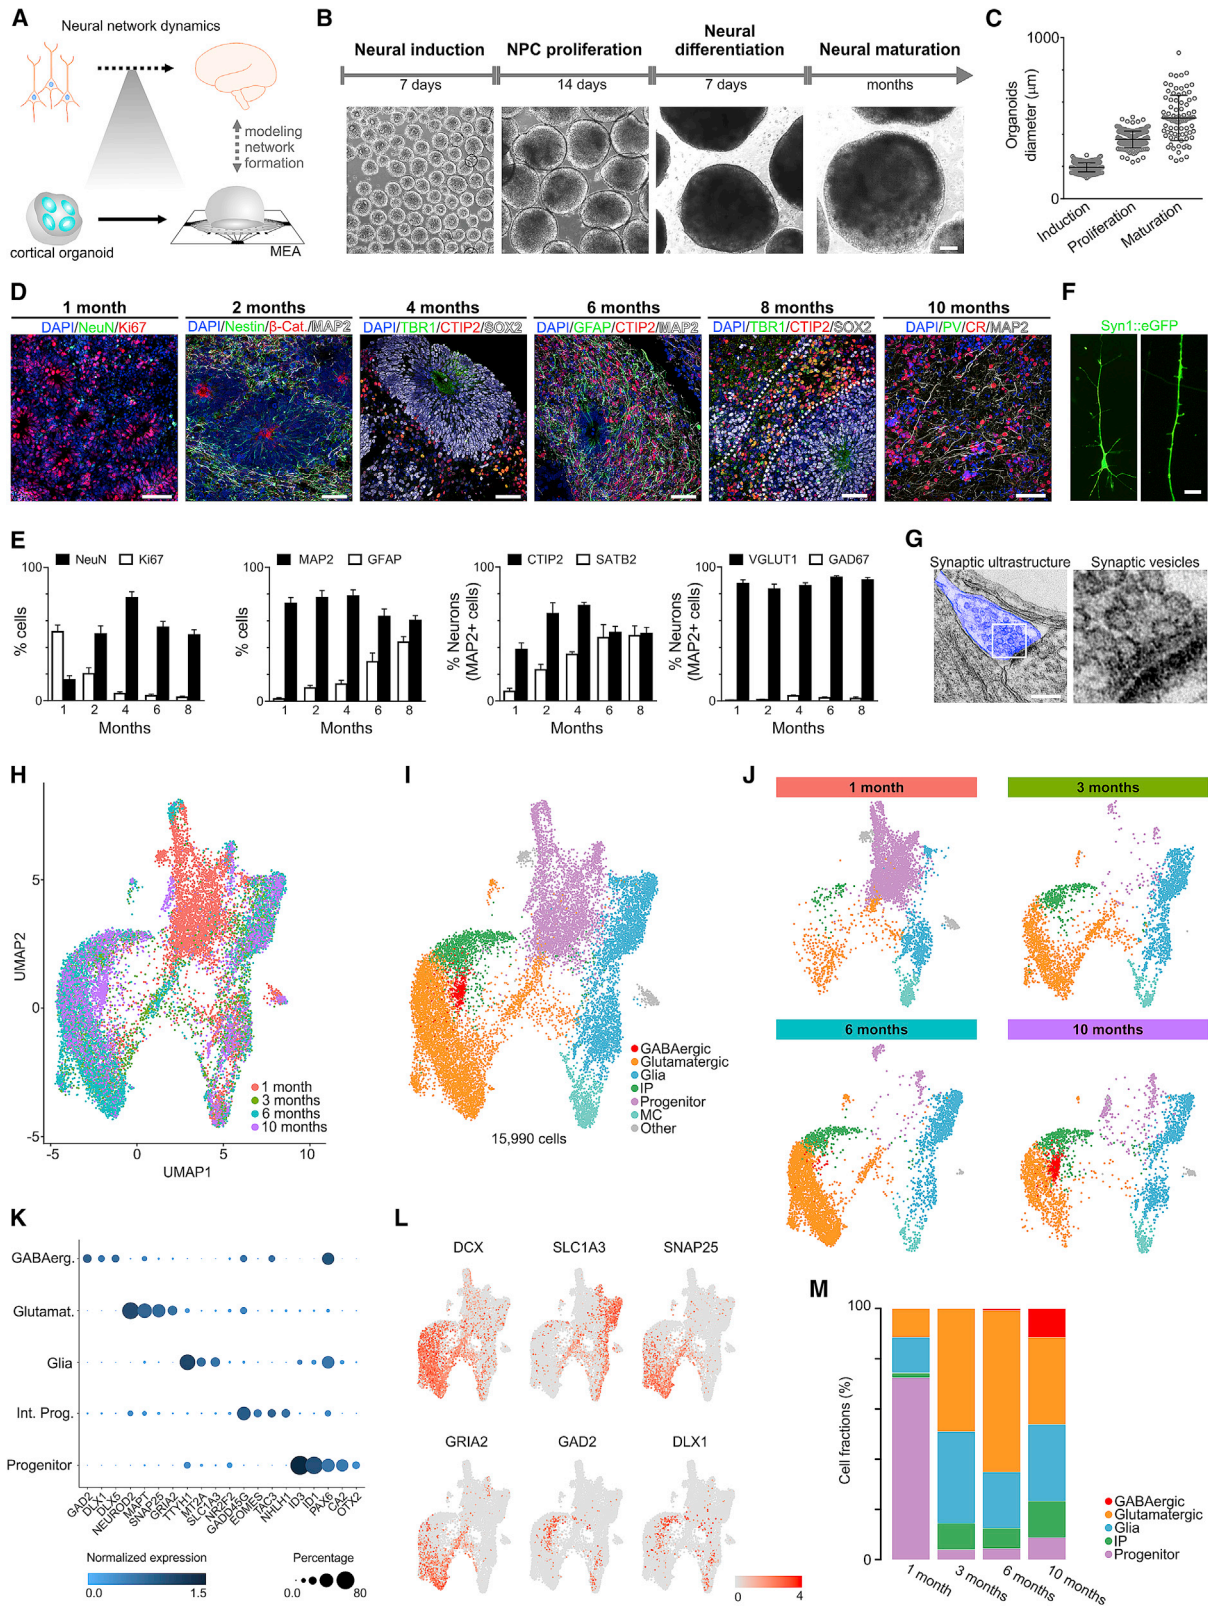 A
Neural network dynamics
modeling
network
formation
cortical organoid
MEA
B
Neural induction
NPC proliferation
Neural
differentiation
Neural maturation
7 days
14 days
7 days
months
C
1000
Organoids
diameter (μm)
0
Induction
Proliferation
Maturation
D
1 month
2 months
4 months
6 months
8 months
10 months
DAPI/NeuN/Ki67
DAPI/Nestin/β-Cat./MAP2
DAPI/TBR1/CTIP2/SOX2
DAPI/GFAP/CTIP2/MAP2
DAPI/TBR1/CTIP2/SOX2
DAPI/PV/CR/MAP2
F
Syn1::eGFP
E
NeuN Ki67
100
% cells
0
1 2 4 6 8
Months
MAP2 GFAP
100
% cells
0
1 2 4 6 8
Months
CTIP2 SATB2
100
% Neurons
(MAP2+ cells)
0
1 2 4 6 8
Months
VGLUT1 GAD67
100
% Neurons
(MAP2+ cells)
0
1 2 4 6 8
Months
G
Synaptic ultrastructure
Synaptic vesicles
H
UMAP2
5
0
-5
-5 0 5 10
UMAP1
1 month
3 months
6 months
10 months
I
GABAergic
Glutamatergic
Glia
IP
Progenitor
MC
Other
15,990 cells
J
1 month
3 months
6 months
10 months
K
GABAerg.
Glutamat.
Glia
Int. Prog.
Progenitor
GAD2
DLX1
DLX5
NEUROD2
MAPT
SNAP25
GRIA2
TTYH1
MT2A
SLC1A3
NR2F2
GADD45G
EOMES
TAC3
NHLH1
ID3
ID1
PAX6
CA2
OTX2
Normalized expression
0.0 1.5
Percentage
0.0 80
L
DCX
SLC1A3
SNAP25
GRIA2
GAD2
DLX1
0 4
M
100
Cell fractions (%)
0
1 month
3 months
6 months
10 months
GABAergic
Glutamatergic
Glia
IP
Progenitor